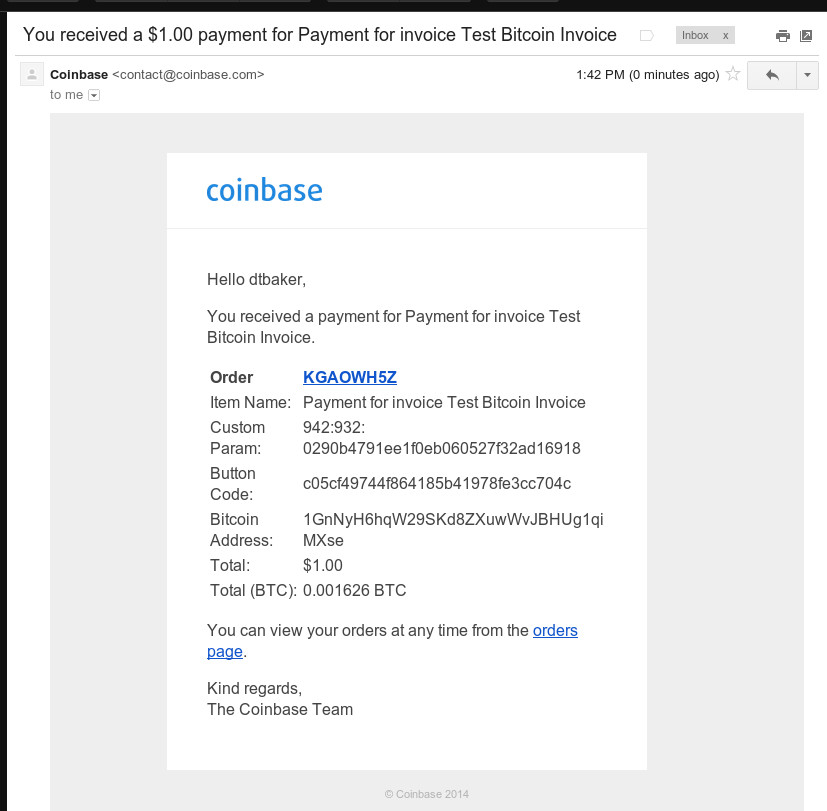 You received a $1.00 payment for Payment for invoice Test Bitcoin Invoice
Inbox x
Coinbase <contact@coinbase.com>
1:42 PM (0 minutes ago)
to me
coinbase
Hello dtbaker,
You received a payment for Payment for invoice Test
Bitcoin Invoice.
Order KGAOWH5Z
Item Name: Payment for invoice Test Bitcoin Invoice
Custom 942:932:
Param: 0290b4791ee1f0eb060527f32ad16918
Button
Code:
c05cf49744f864185b41978fe3cc704c
Bitcoin 1GnNyH6hqW29SKd8ZXuwWvJBHUg1qi
Address: MXse
Total: $1.00
Total (BTC): 0.001626 BTC
You can view your orders at any time from the orders
page.
Kind regards,
The Coinbase Team
© Coinbase 2014